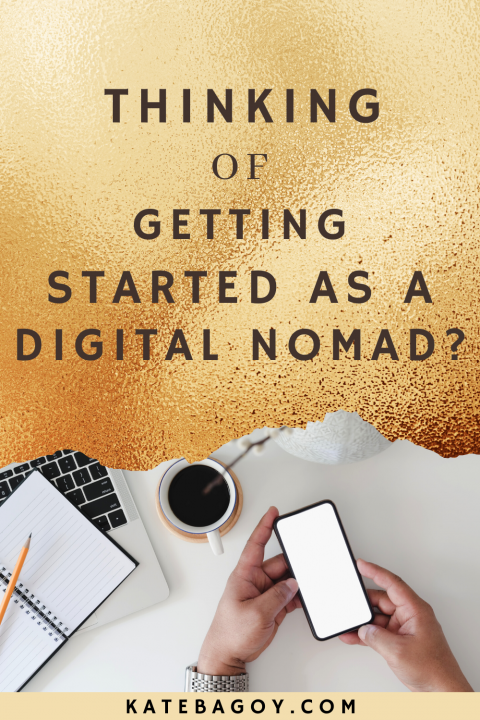 THINKING
OF
GETTING
STARTED AS A
DIGITAL NOMAD?
KATEBAGOY.COM